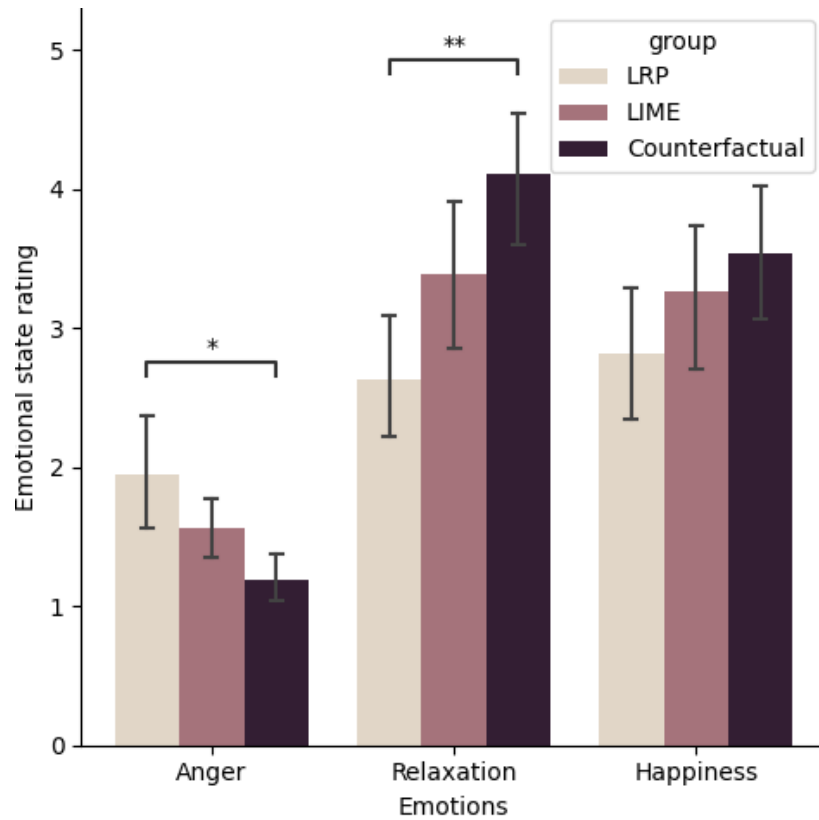 group
LRP
LIME
Counterfactual
**
*
Emotional state rating
5
4
3
2
1
0
Anger Relaxation Happiness
Emotions